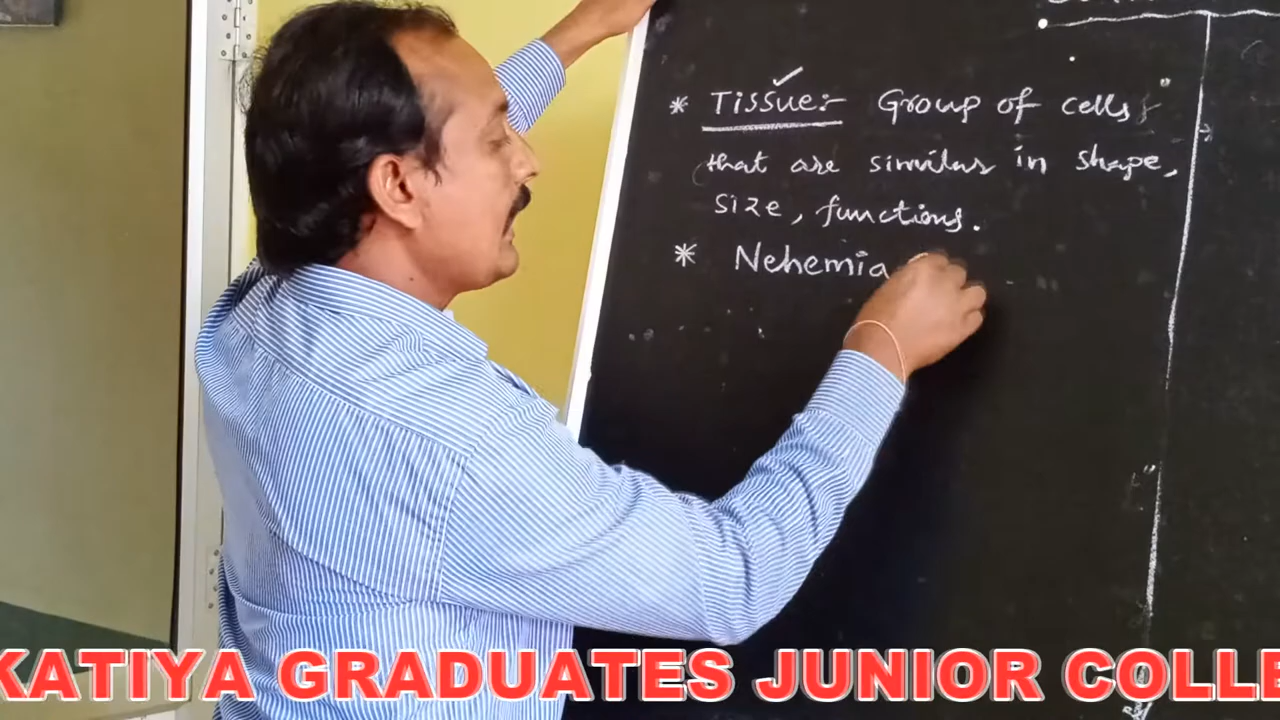 * Tissue:- Group of cells
that are similar in shape,
size, functions.
* Nehemia
KATIYA GRADUATES JUNIOR COLLE